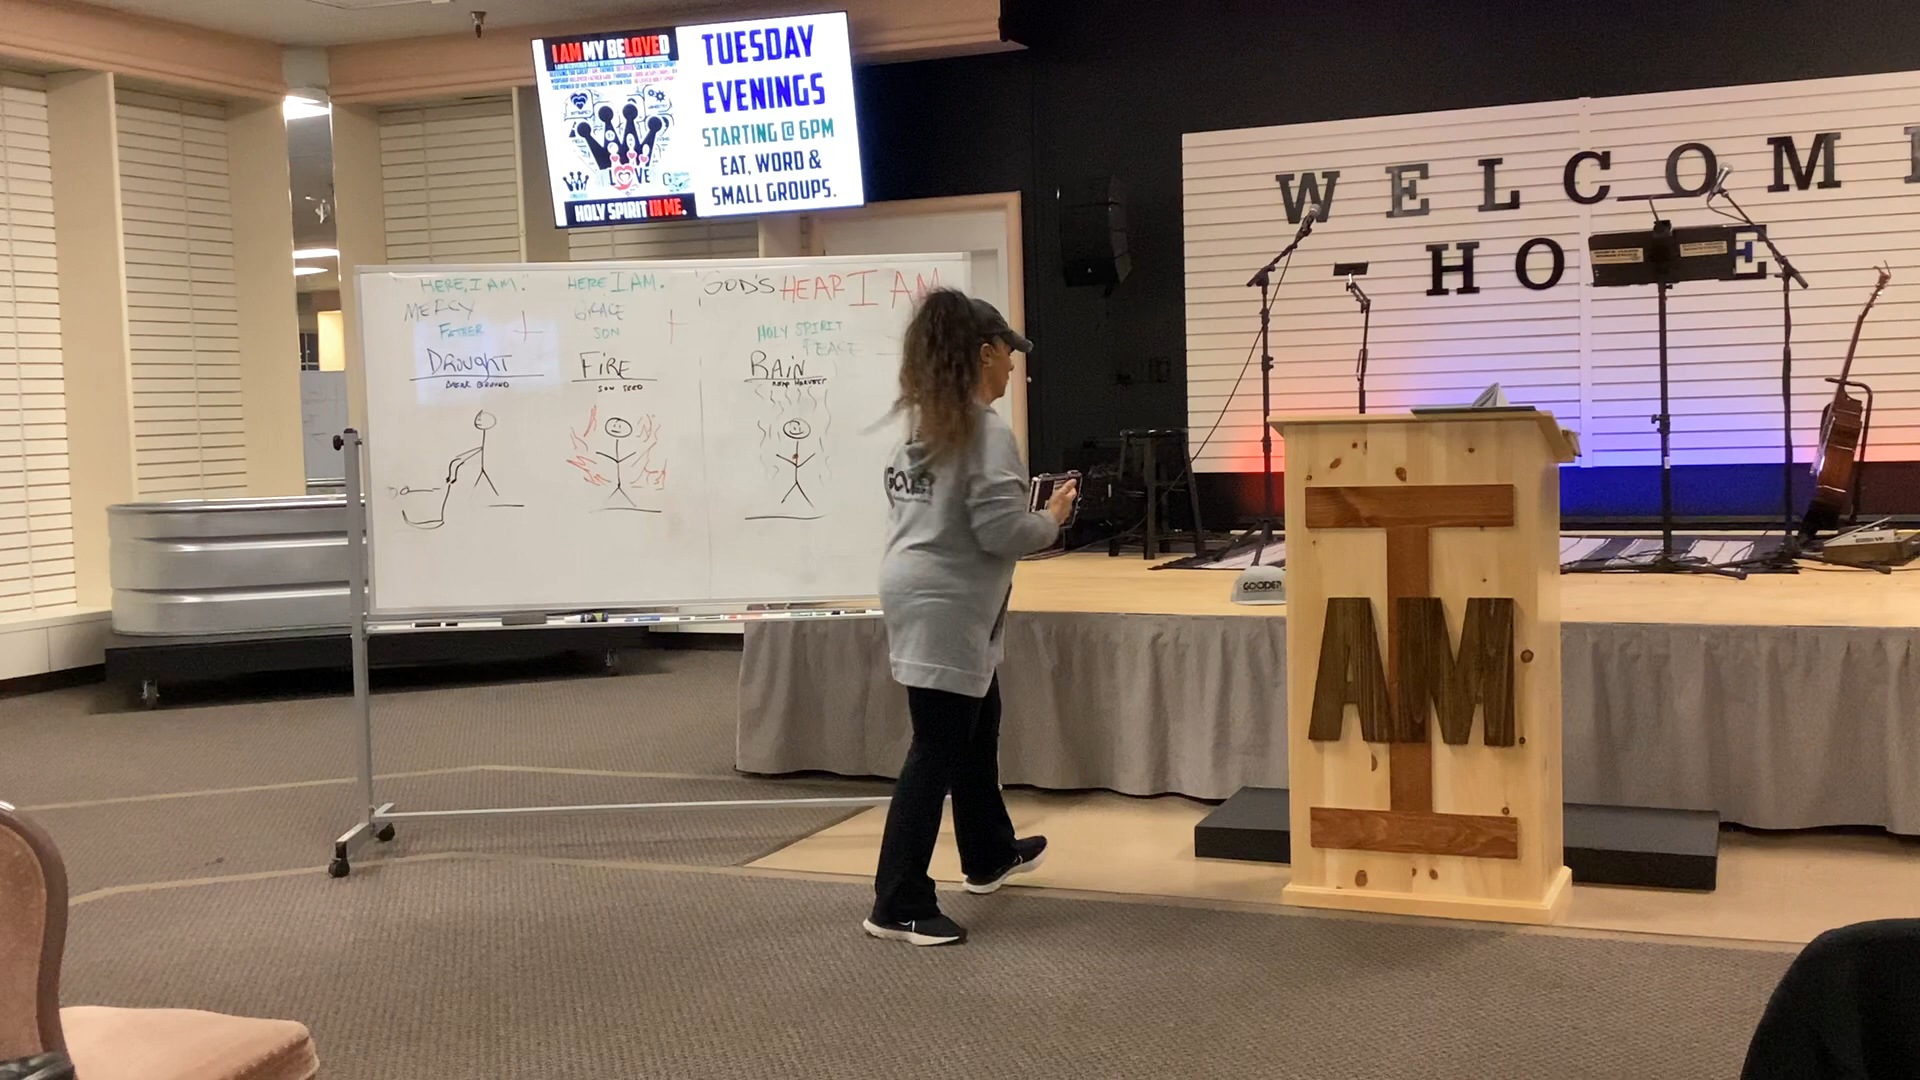 I AM MY BELOVED
LOVE
HOLY SPIRIT IN ME.
TUESDAY
EVENINGS
STARTING @ 6PM
EAT, WORD &
SMALL GROUPS.
WELCOME
HOME
HERE, I AM.
MERCY
FATHER
DROUGHT
BREAK GROUND
HERE I AM.
GRACE
SON
FIRE
SOW SEED
GOD'S HEAR I AM
HOLY SPIRIT
PEACE
RAIN
REAP HARVEST
GOODEN
I
AM